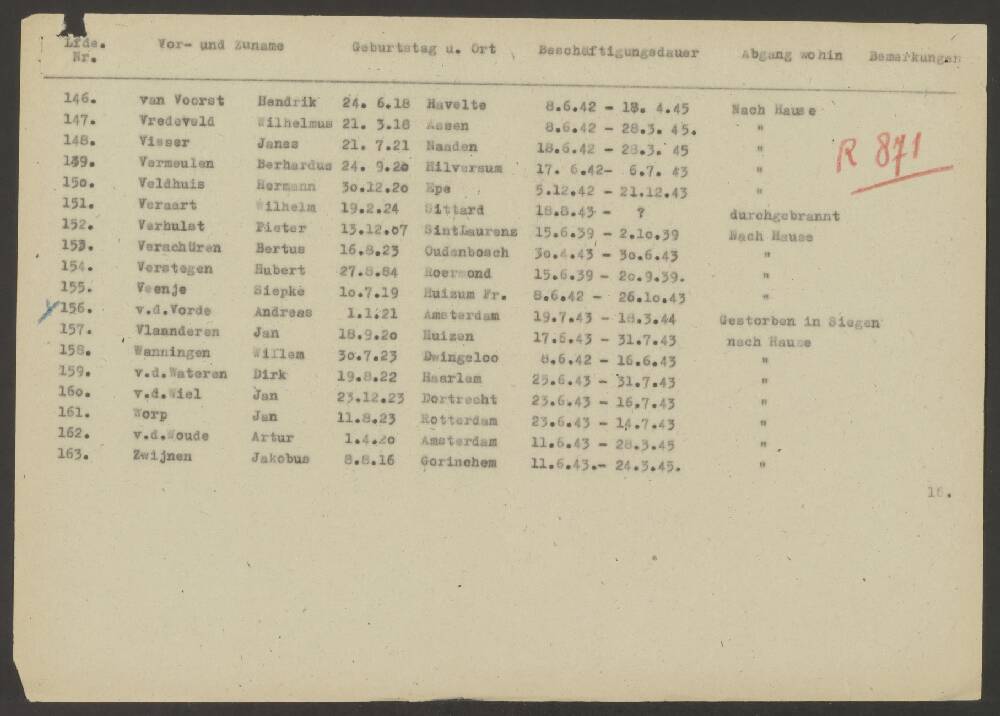 Lfde. Nr. Vor- und Zuname Geburtstag u. Ort Beschäftigungsdauer Abgang wohin Bemerkungen
146. van Voorst Hendrik 24. 6.18 Havelte 8.6.42 - 18. 4.45 Nach Hause
147. Vredeveld Wilhelmus 21. 3.18 Assen 8.6.42 - 28.3. 45. "
148. Visser Janes 21. 7.21 Naaden 18.6.42 - 28.3. 45 "
R 871
149. Vermeulen Berhardus 24. 9.20 Hilversum 17. 6.42- 6.7. 43 "
150. Veldhuis Hermann 30.12.20 Epe 5.12.42 - 21.12.43 "
151. Veraart Wilhelm 19.2.24 Sittard 18.8.43 - ? durchgebrannt
152. Verhulst Pieter 13.12.07 SintLaurens 15.6.39 - 2.10.39 Nach Hause
153. Verschüren Bertus 16.8.23 Oudenbosch 30.4.43 - 30.6.43 "
154. Verstegen Hubert 27.8.84 Roermond 15.6.39 - 20.9.39. "
155. Veenje Siepke 10.7.19 Huizum Fr. 8.6.42 - 26.10.43 "
156. v.d.Vorde Andreas 1.1.21 Amsterdam 19.7.43 - 18.3.44 Gestorben in Siegen
157. Vlaanderen Jan 18.9.20 Huizen 17.6.43 - 31.7.43 nach Hause
158. Wanningen Willem 30.7.23 Dwingeloo 8.6.42 - 16.6.43 "
159. v.d.Wateren Dirk 19.8.22 Haarlem 25.6.43 - 31.7.43 "
160. v.d.Wiel Jan 23.12.23 Dortrecht 23.6.43 - 16.7.43 "
161. Worp Jan 11.8.23 Rotterdam 23.6.43 - 14.7.43 "
162. v.d.Woude Artur 1.4.20 Amsterdam 11.6.43 - 28.3.45 "
163. Zwijnen Jakobus 8.8.16 Gorinchem 11.6.43.- 24.3.45. "